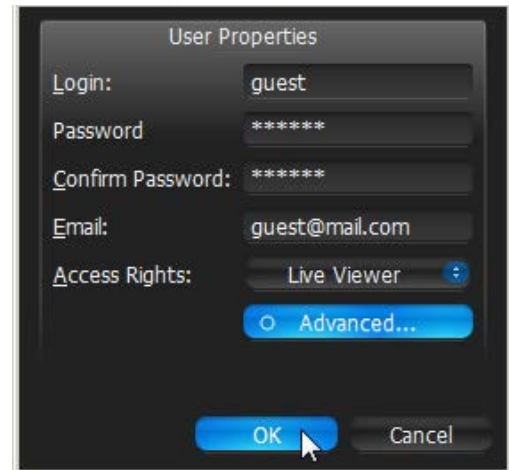 User Properties
Login: guest
Password ******
Confirm Password: ******
Email: guest@mail.com
Access Rights: Live Viewer
Advanced...
OK Cancel